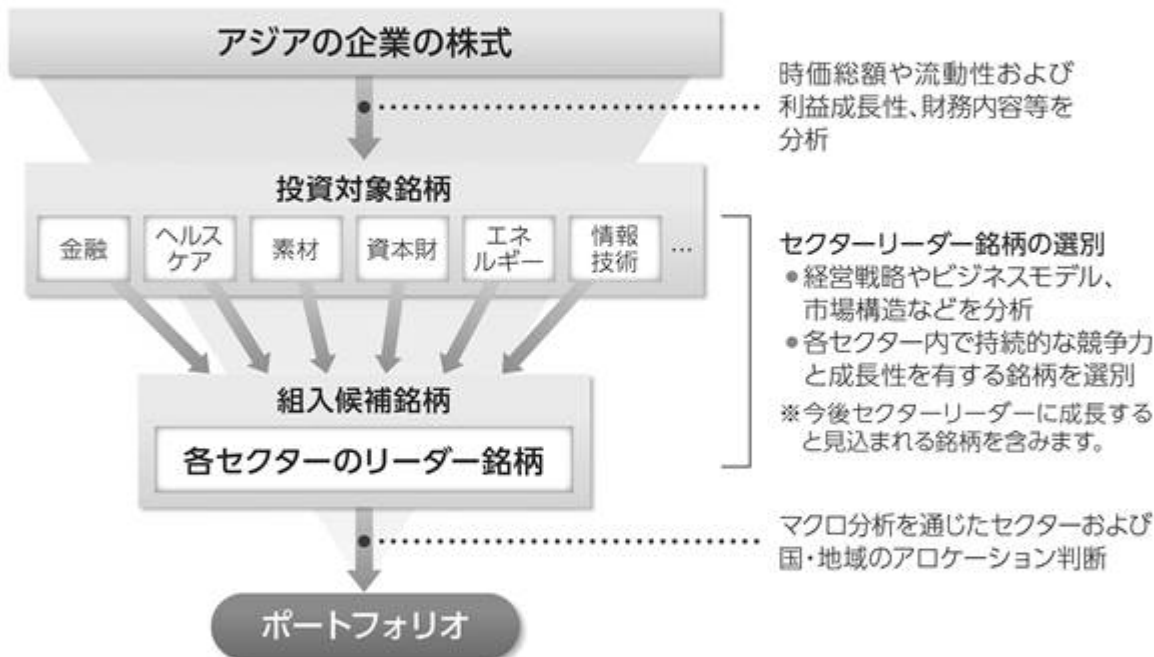 アジアの企業の株式
時価総額や流動性および
利益成長性、財務内容等を
分析
投資対象銘柄
金融
ヘルス
ケア
素材
資本財
エネ
ルギー
情報
技術
…
セクターリーダー銘柄の選別
●経営戦略やビジネスモデル、
市場構造などを分析
●各セクター内で持続的な競争力
と成長性を有する銘柄を選別
※今後セクターリーダーに成長する
と見込まれる銘柄を含みます。
組入候補銘柄
各セクターのリーダー銘柄
マクロ分析を通じたセクターおよび
国・地域のアロケーション判断
ポートフォリオ